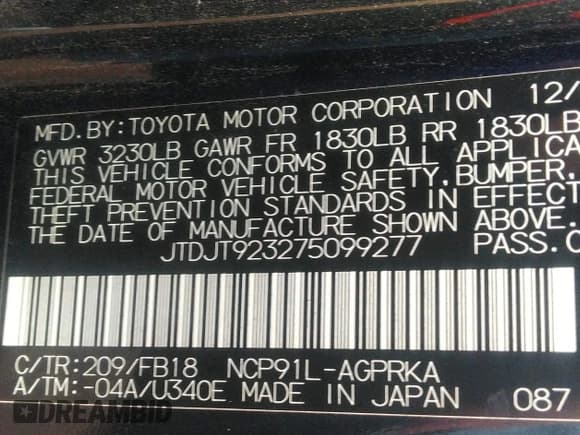 MFD.BY:TOYOTA MOTOR CORPORATION 12/
GVWR 3230LB GAWR FR 1830LB RR 1830LB
THIS VEHICLE CONFORMS TO ALL APPLICA
FEDERAL MOTOR VEHICLE SAFETY,BUMPER,
THEFT PREVENTION STANDARDS IN EFFECT
THE DATE OF MANUFACTURE SHOWN ABOVE.
JTDJT923275099277 PASS.C
C/TR:209/FB18 NCP91L-AGPRKA
A/TM:-04A/U340E MADE IN JAPAN 087
DREAMBID